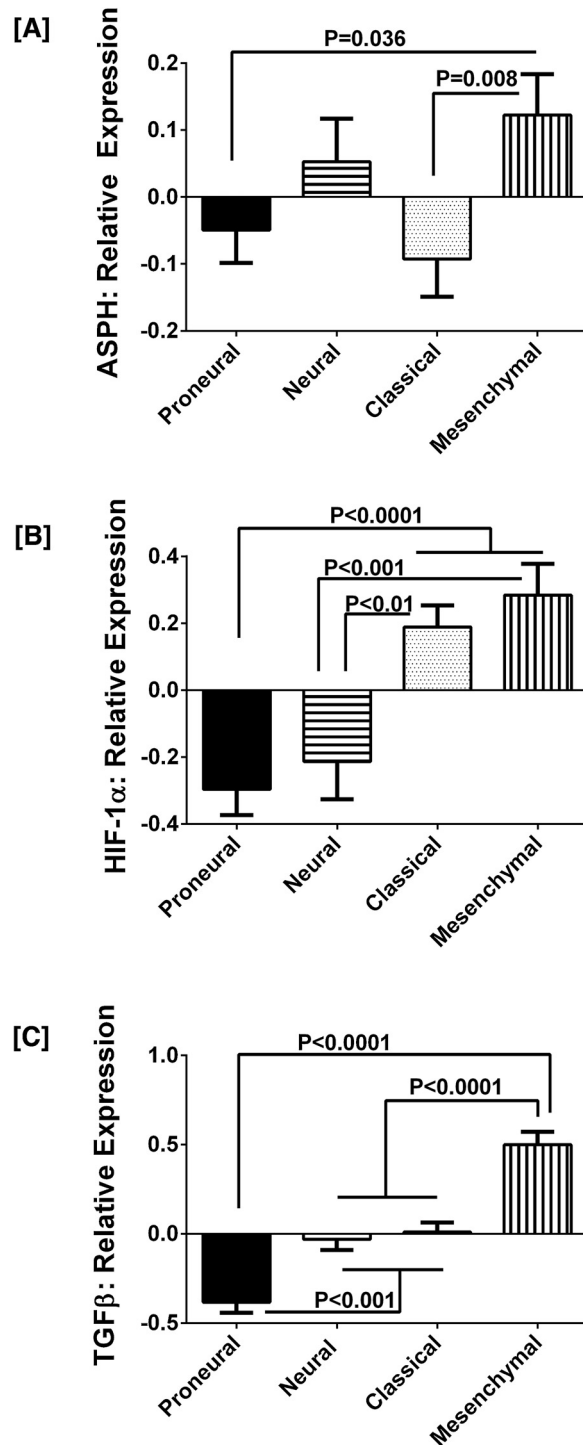 [A]
P=0.036
P=0.008
0.2
0.1
0.0
-0.1
-0.2
ASPH: Relative Expression
Proneural
Neural
Classical
Mesenchymal
[B]
P<0.0001
P<0.001
P<0.01
0.4
0.2
0.0
-0.2
-0.4
HIF-1α: Relative Expression
Proneural
Neural
Classical
Mesenchymal
[C]
P<0.0001
P<0.0001
P<0.001
1.0
0.5
0.0
-0.5
TGFβ: Relative Expression
Proneural
Neural
Classical
Mesenchymal